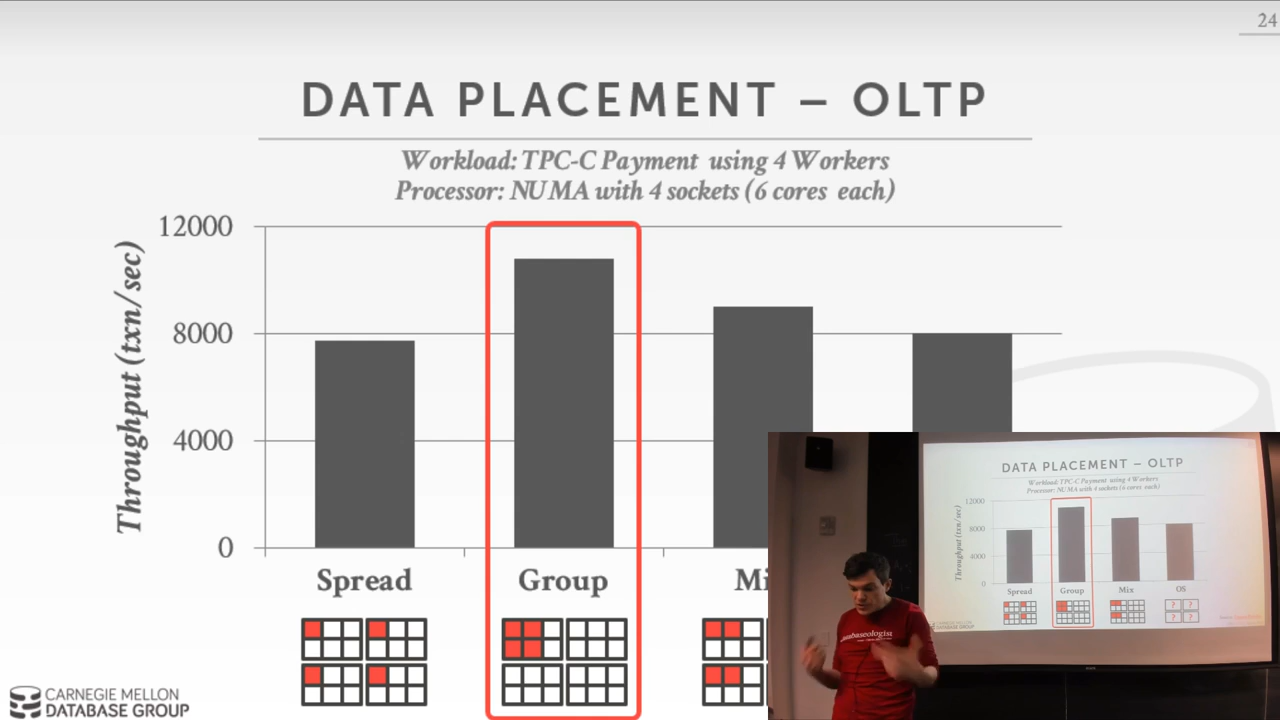 24
DATA PLACEMENT – OLTP
Workload: TPC-C Payment using 4 Workers
Processor: NUMA with 4 sockets (6 cores each)
Throughput (txn/sec)
12000
8000
4000
0
Spread
Group
Mi
CARNEGIE MELLON
DATABASE GROUP
DATA PLACEMENT – OLTP
Workload: TPC-C Payment using 4 Workers
Processor: NUMA with 4 sockets (6 cores each)
Throughput (txn/sec)
12000
8000
4000
0
Spread
Group
Mix
OS
? ?
? ?
DATABASE GROUP